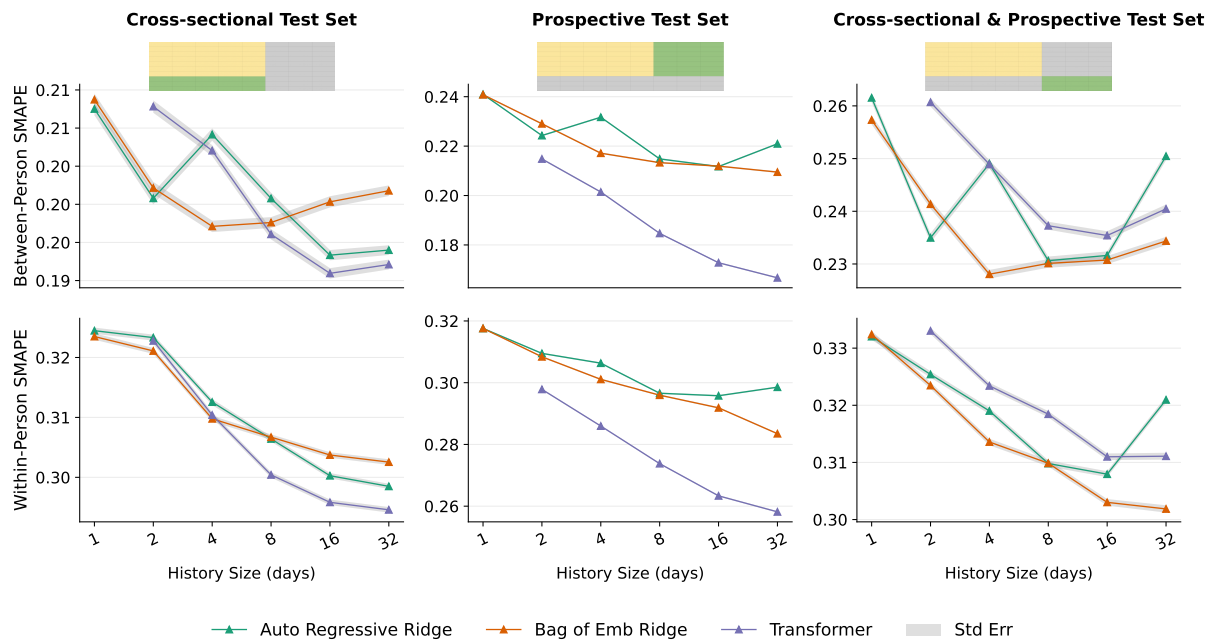 Cross-sectional Test Set
Prospective Test Set
Cross-sectional & Prospective Test Set
Between-Person SMAPE
0.21
0.21
0.20
0.20
0.20
0.19
0.24
0.22
0.20
0.18
0.26
0.25
0.24
0.23
Within-Person SMAPE
0.32
0.31
0.30
0.32
0.30
0.28
0.26
0.33
0.32
0.31
0.30
1 2 4 8 16 32
1 2 4 8 16 32
1 2 4 8 16 32
History Size (days)
History Size (days)
History Size (days)
Auto Regressive Ridge
Bag of Emb Ridge
Transformer
Std Err